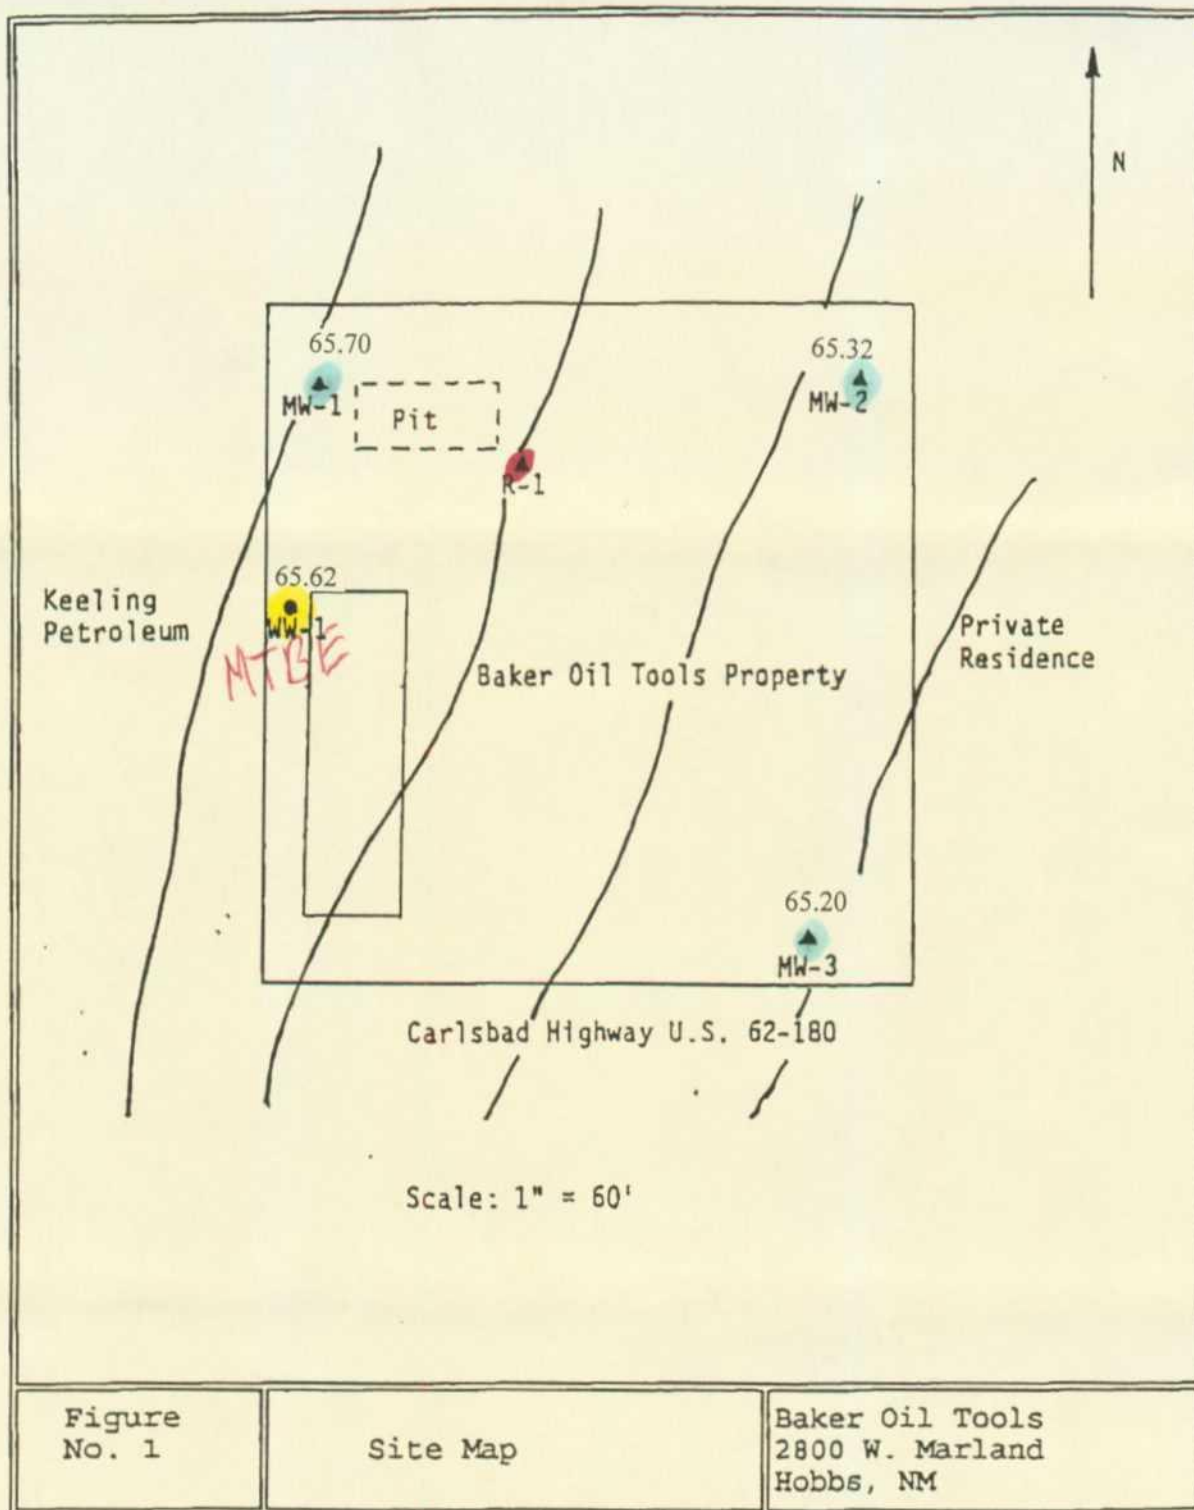 N
65.70
MW-1
Pit
65.32
MW-2
R-1
65.62
WW-1
MTBE
Keeling
Petroleum
Baker Oil Tools Property
Private
Residence
65.20
MW-3
Carlsbad Highway U.S. 62-180
Scale: 1" = 60'
Figure
No. 1
Site Map
Baker Oil Tools
2800 W. Marland
Hobbs, NM